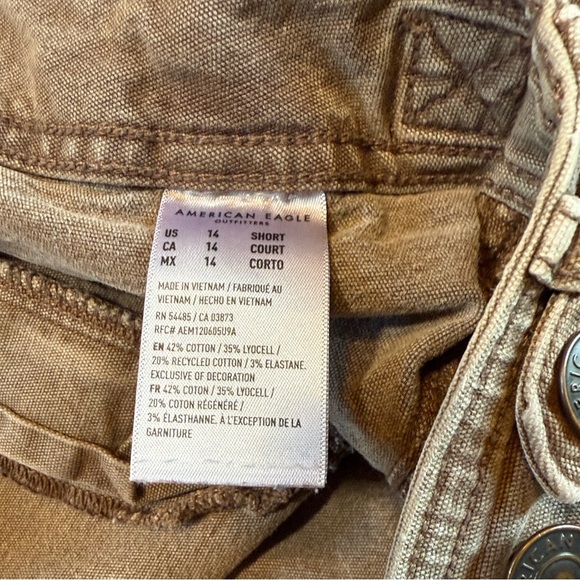 AMERICAN EAGLE
OUTFITTERS
US 14 SHORT
CA 14 COURT
MX 14 CORTO
MADE IN VIETNAM / FABRIQUÉ AU
VIETNAM / HECHO EN VIETNAM
RN 54485 / CA 03873
RFC# AEM120605U9A
EN 42% COTTON / 35% LYOCELL /
20% RECYCLED COTTON / 3% ELASTANE.
EXCLUSIVE OF DECORATION
FR 42% COTON / 35% LYOCELL /
20% COTON RÉGÉNÉRÉ /
3% ÉLASTHANNE. À L'EXCEPTION DE LA
GARNITURE